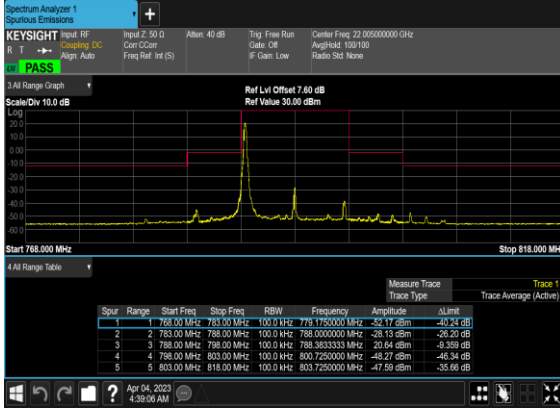 Spectrum Analyzer 1
Spurious Emissions
+
KEYSIGHT Input: RF Input Z: 50 Ω Atten: 40 dB Trig: Free Run Center Freq: 22.005000000 GHz
R T Coupling: DC Corr CCorr Gate: Off Avg|Hold: 100/100
Align: Auto Freq Ref: Int (S) IF Gain: Low Radio Std: None
PASS
3.All Range Graph
Ref Lvl Offset 7.60 dB
Scale/Div 10.0 dB Ref Value 30.00 dBm
Log
20.0
10.0
0.00
-10.0
-20.0
-30.0
-40.0
-50.0
-60.0
Start 768.000 MHz Stop 818.000 MH
4.All Range Table
Measure Trace Trace 1
Trace Type Trace Average (Active)
Spur Range Start Freq Stop Freq RBW Frequency Amplitude ΔLimit
1 1 768.00 MHz 783.00 MHz 100.0 kHz 779.1750000 MHz -52.17 dBm -40.24 dB
2 2 783.00 MHz 788.00 MHz 100.0 kHz 788.0000000 MHz -28.13 dBm -26.20 dB
3 3 788.00 MHz 798.00 MHz 100.0 kHz 788.3833333 MHz 20.64 dBm -9.359 dB
4 4 798.00 MHz 803.00 MHz 100.0 kHz 800.7250000 MHz -48.27 dBm -46.34 dB
5 5 803.00 MHz 818.00 MHz 100.0 kHz 803.7250000 MHz -47.59 dBm -35.66 dB
? Apr 04, 2023
4:39:06 AM